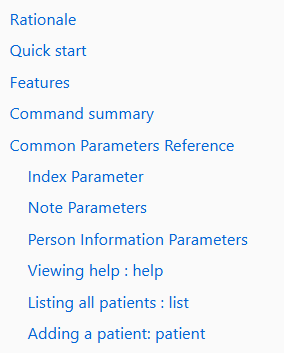 Rationale
Quick start
Features
Command summary
Common Parameters Reference
Index Parameter
Note Parameters
Person Information Parameters
Viewing help : help
Listing all patients : list
Adding a patient: patient